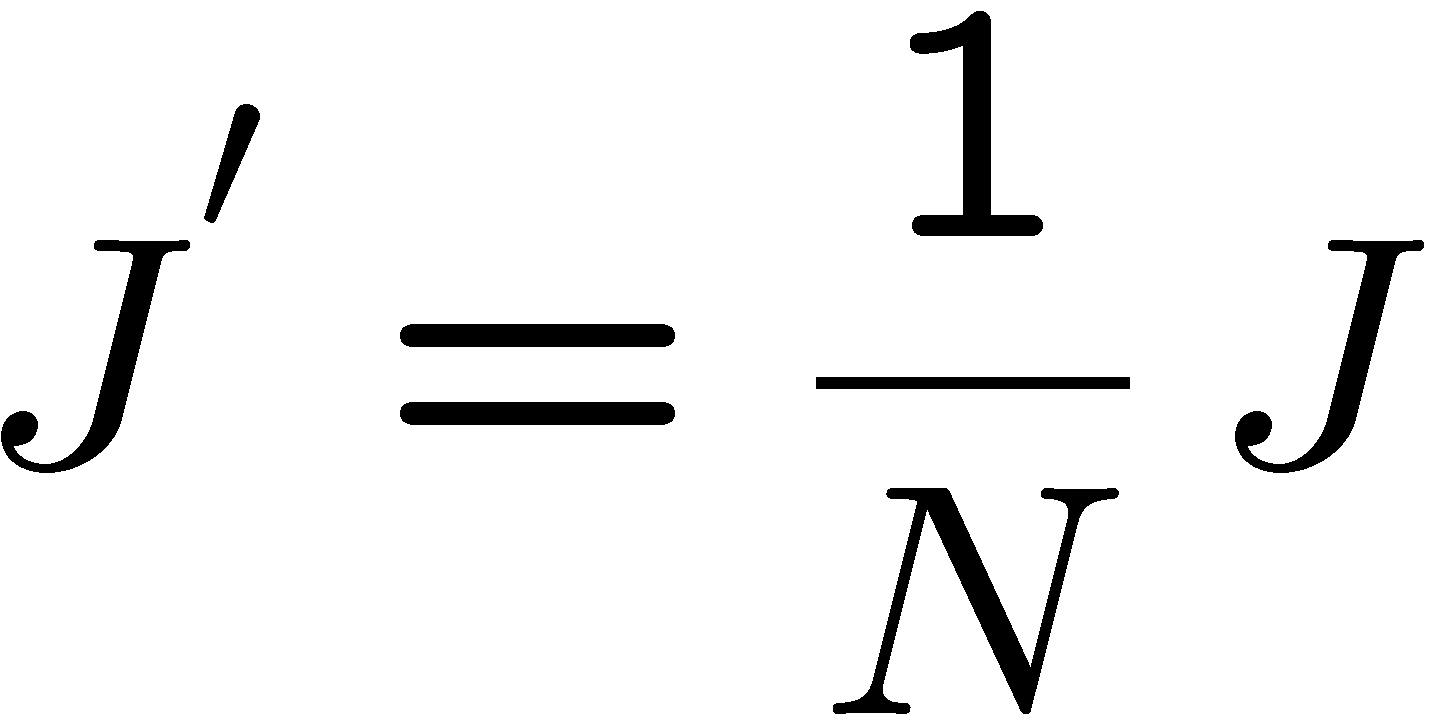 J′ = 1/N J